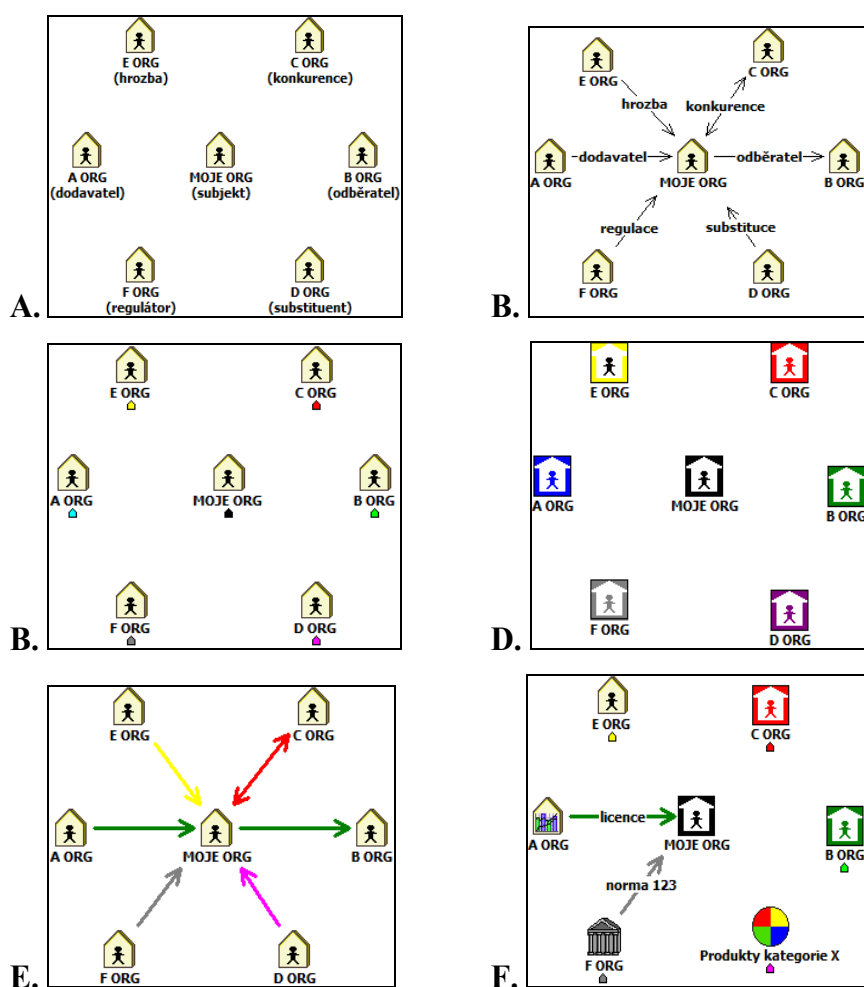 E ORG
(hrozba)
C ORG
(konkurence)
A ORG
(dodavatel)
MOJE ORG
(subjekt)
B ORG
(odběratel)
F ORG
(regulátor)
D ORG
(substituent)
A.
E ORG
C ORG
hrozba
konkurence
A ORG
dodavatel
MOJE ORG
odběratel
B ORG
regulace
substituce
F ORG
D ORG
B.
E ORG
C ORG
A ORG
MOJE ORG
B ORG
F ORG
D ORG
B.
E ORG
C ORG
A ORG
MOJE ORG
B ORG
F ORG
D ORG
D.
E ORG
C ORG
A ORG
MOJE ORG
B ORG
F ORG
D ORG
E.
E ORG
C ORG
A ORG
licence
MOJE ORG
B ORG
norma 123
F ORG
Produkty kategorie X
F.